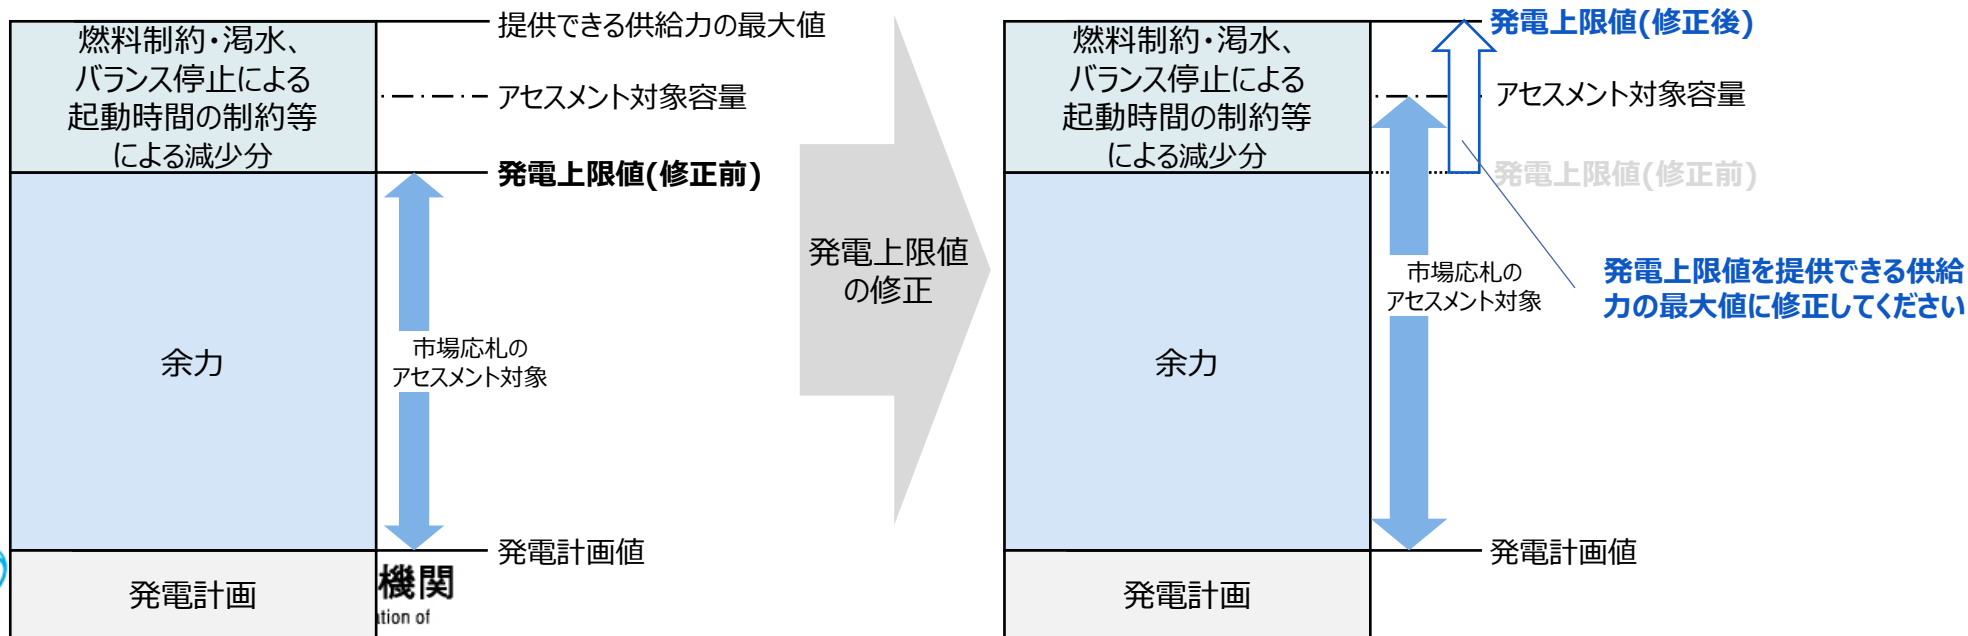 燃料制約・渇水、
バランス停止による
起動時間の制約等
による減少分
提供できる供給力の最大値
アセスメント対象容量
発電上限値(修正前)
余力
市場応札の
アセスメント対象
発電計画値
発電計画
機関
tion of
発電上限値
の修正
燃料制約・渇水、
バランス停止による
起動時間の制約等
による減少分
発電上限値(修正後)
アセスメント対象容量
発電上限値(修正前)
余力
市場応札の
アセスメント対象
発電上限値を提供できる供給
力の最大値に修正してください
発電計画値
発電計画